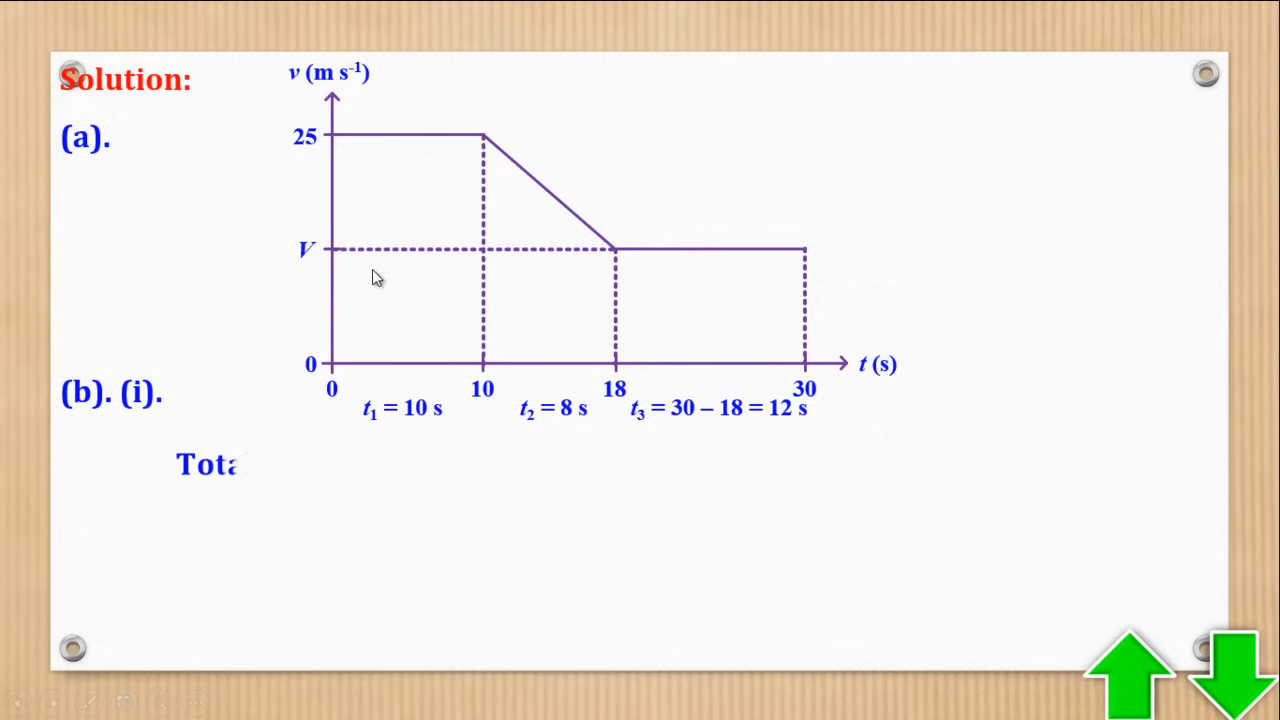 Solution:
v (m s⁻¹)
(a).
25
V
0
t (s)
(b). (i).
0 10 18 30
t₁ = 10 s t₂ = 8 s t₃ = 30 – 18 = 12 s